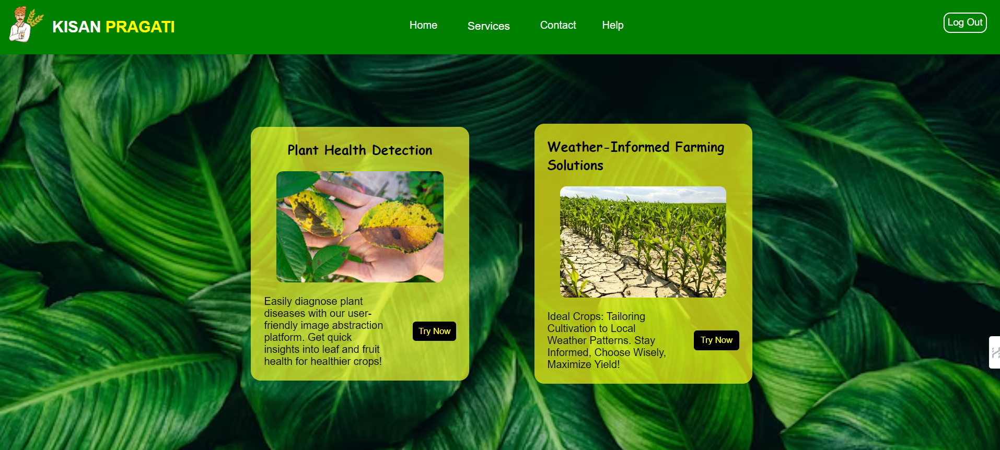 KISAN PRAGATI
Home
Services
Contact
Help
Log Out
Plant Health Detection
Easily diagnose plant
diseases with our user-
friendly image abstraction
platform. Get quick
insights into leaf and fruit
health for healthier crops!
Try Now
Weather-Informed Farming
Solutions
Ideal Crops: Tailoring
Cultivation to Local
Weather Patterns. Stay
Informed, Choose Wisely,
Maximize Yield!
Try Now